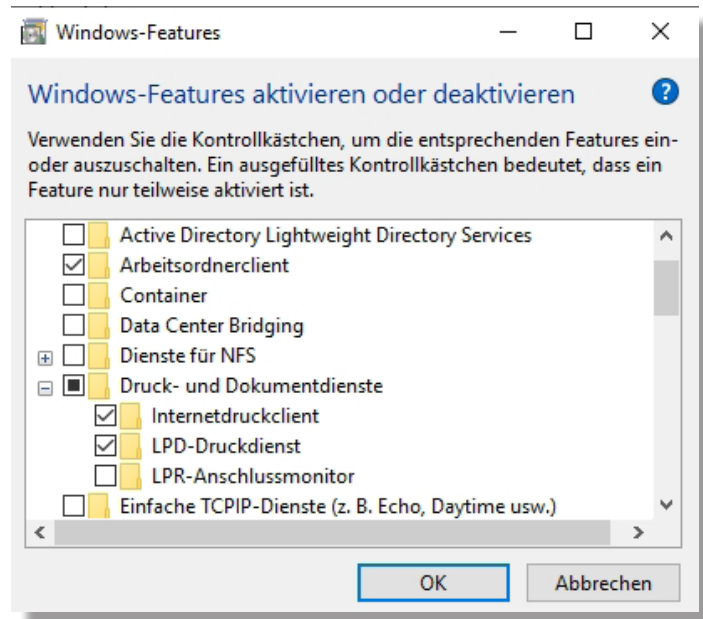 Windows-Features
Windows-Features aktivieren oder deaktivieren
?
Verwenden Sie die Kontrollkästchen, um die entsprechenden Features ein-
oder auszuschalten. Ein ausgefülltes Kontrollkästchen bedeutet, dass ein
Feature nur teilweise aktiviert ist.
Active Directory Lightweight Directory Services
Arbeitsordnerclient
Container
Data Center Bridging
Dienste für NFS
Druck- und Dokumentdienste
Internetdruckclient
LPD-Druckdienst
LPR-Anschlussmonitor
Einfache TCPIP-Dienste (z. B. Echo, Daytime usw.)
OK
Abbrechen